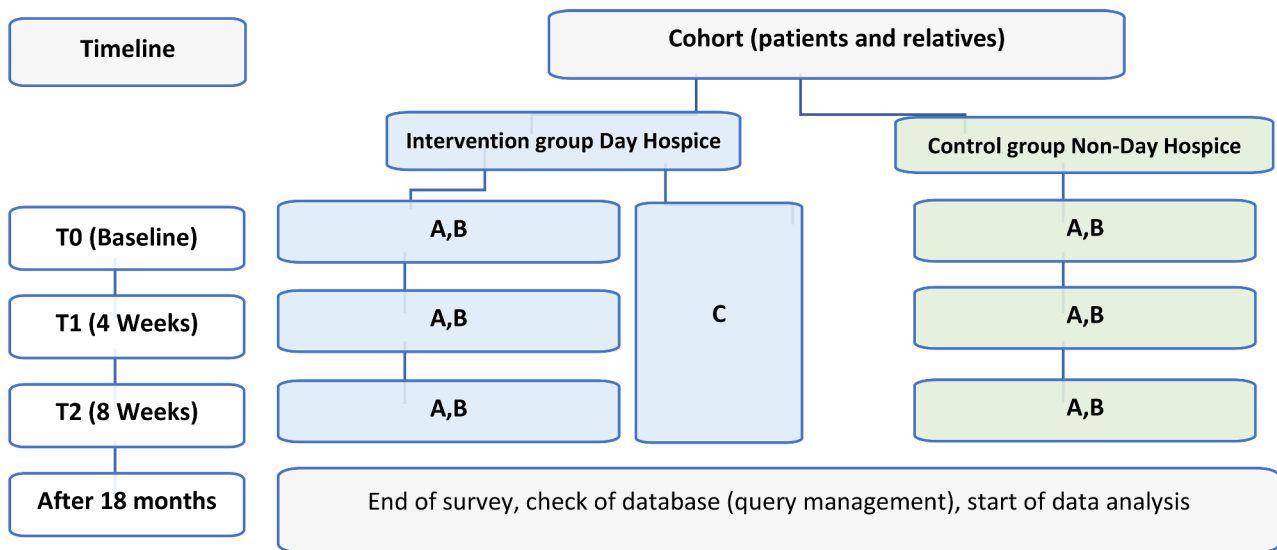 Timeline
Cohort (patients and relatives)
Intervention group Day Hospice
Control group Non-Day Hospice
T0 (Baseline)
A,B
A,B
T1 (4 Weeks)
A,B
C
A,B
T2 (8 Weeks)
A,B
A,B
After 18 months
End of survey, check of database (query management), start of data analysis